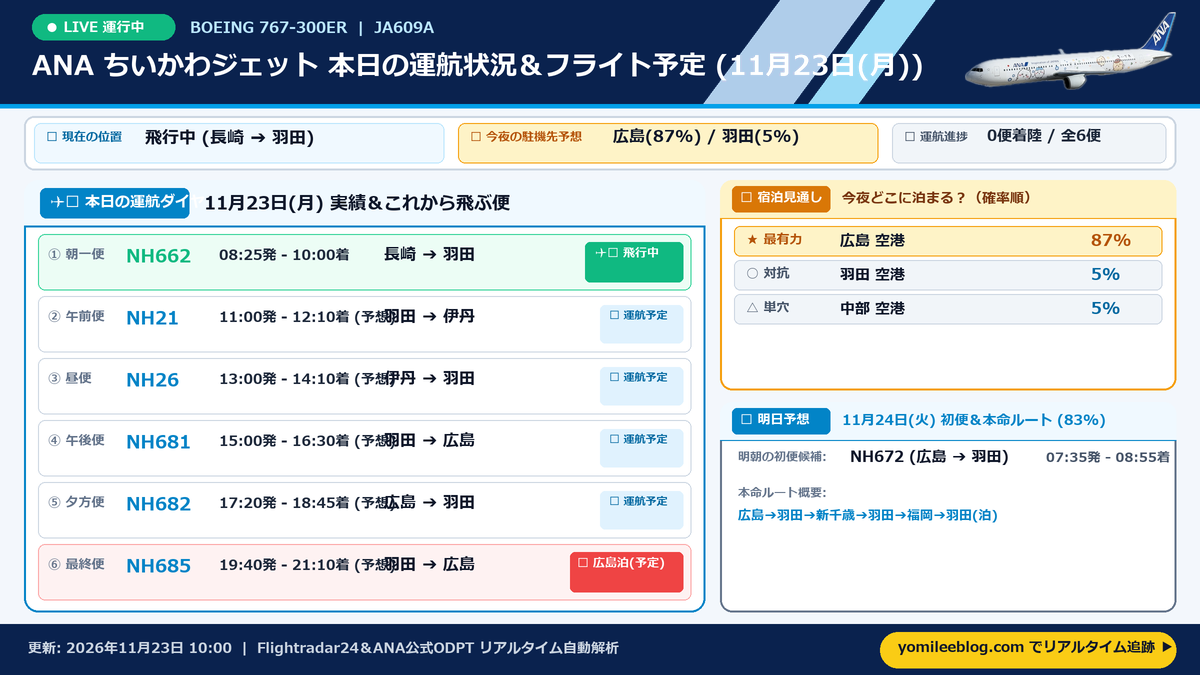 ● LIVE 運行中
BOEING 767-300ER | JA609A
ANA ちいかわジェット 本日の運航状況＆フライト予定 (11月23日(月))
ANA
ANA
□ 現在の位置 飛行中 (長崎 → 羽田)
□ 今夜の駐機先予想 広島(87%) / 羽田(5%)
□ 運航進捗 0便着陸 / 全6便
✈□ 本日の運航ダイ 11月23日(月) 実績＆これから飛ぶ便
① 朝一便 NH662 08:25発 - 10:00着 長崎 → 羽田 ✈□ 飛行中
② 午前便 NH21 11:00発 - 12:10着 (予想) 羽田 → 伊丹 □ 運航予定
③ 昼便 NH26 13:00発 - 14:10着 (予想) 伊丹 → 羽田 □ 運航予定
④ 午後便 NH681 15:00発 - 16:30着 (予想) 羽田 → 広島 □ 運航予定
⑤ 夕方便 NH682 17:20発 - 18:45着 (予想) 広島 → 羽田 □ 運航予定
⑥ 最終便 NH685 19:40発 - 21:10着 (予想) 羽田 → 広島 □ 広島泊(予定)
□ 宿泊見通し 今夜どこに泊まる？（確率順）
★ 最有力 広島 空港 87%
○ 対抗 羽田 空港 5%
△ 単穴 中部 空港 5%
□ 明日予想 11月24日(火) 初便＆本命ルート (83%)
明朝の初便候補: NH672 (広島 → 羽田) 07:35発 - 08:55着
本命ルート概要:
広島→羽田→新千歳→羽田→福岡→羽田(泊)
更新: 2026年11月23日 10:00 | Flightradar24＆ANA公式ODPT リアルタイム自動解析
yomileeblog.com でリアルタイム追跡 ▶